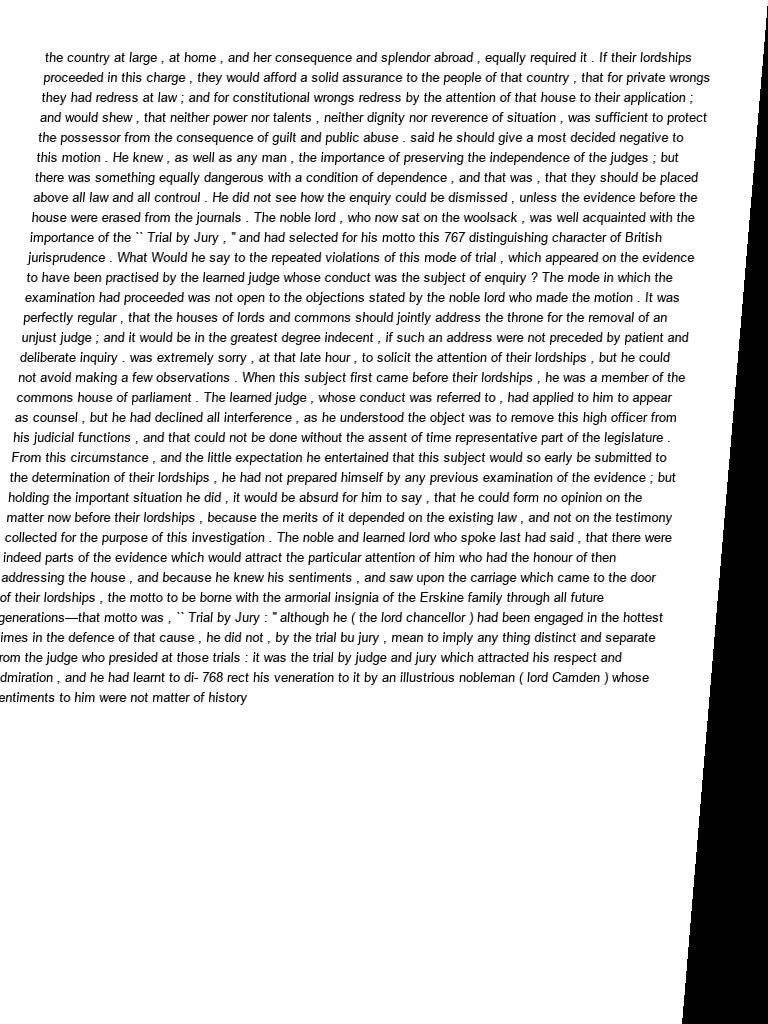 the country at large , at home , and her consequence and splendor abroad , equally required it . If their lordships
proceeded in this charge , they would afford a solid assurance to the people of that country , that for private wrongs
they had redress at law ; and for constitutional wrongs redress by the attention of that house to their application ;
and would shew , that neither power nor talents , neither dignity nor reverence of situation , was sufficient to protect
the possessor from the consequence of guilt and public abuse . said he should give a most decided negative to
this motion . He knew , as well as any man , the importance of preserving the independence of the judges ; but
there was something equally dangerous with a condition of dependence , and that was , that they should be placed
above all law and all controul . He did not see how the enquiry could be dismissed , unless the evidence before the
house were erased from the journals . The noble lord , who now sat on the woolsack , was well acquainted with the
importance of the `` Trial by Jury , " and had selected for his motto this 767 distinguishing character of British
jurisprudence . What Would he say to the repeated violations of this mode of trial , which appeared on the evidence
to have been practised by the learned judge whose conduct was the subject of enquiry ? The mode in which the
examination had proceeded was not open to the objections stated by the noble lord who made the motion . It was
perfectly regular , that the houses of lords and commons should jointly address the throne for the removal of an
unjust judge ; and it would be in the greatest degree indecent , if such an address were not preceded by patient and
deliberate inquiry . was extremely sorry , at that late hour , to solicit the attention of their lordships , but he could
not avoid making a few observations . When this subject first came before their lordships , he was a member of the
commons house of parliament . The learned judge , whose conduct was referred to , had applied to him to appear
as counsel , but he had declined all interference , as he understood the object was to remove this high officer from
his judicial functions , and that could not be done without the assent of time representative part of the legislature .
From this circumstance , and the little expectation he entertained that this subject would so early be submitted to
the determination of their lordships , he had not prepared himself by any previous examination of the evidence ; but
holding the important situation he did , it would be absurd for him to say , that he could form no opinion on the
matter now before their lordships , because the merits of it depended on the existing law , and not on the testimony
collected for the purpose of this investigation . The noble and learned lord who spoke last had said , that there were
indeed parts of the evidence which would attract the particular attention of him who had the honour of then
addressing the house , and because he knew his sentiments , and saw upon the carriage which came to the door
of their lordships , the motto to be borne with the armorial insignia of the Erskine family through all future
generations—that motto was , `` Trial by Jury : " although he ( the lord chancellor ) had been engaged in the hottest
imes in the defence of that cause , he did not , by the trial bu jury , mean to imply any thing distinct and separate
rom the judge who presided at those trials : it was the trial by judge and jury which attracted his respect and
dmiration , and he had learnt to di- 768 rect his veneration to it by an illustrious nobleman ( lord Camden ) whose
entiments to him were not matter of history